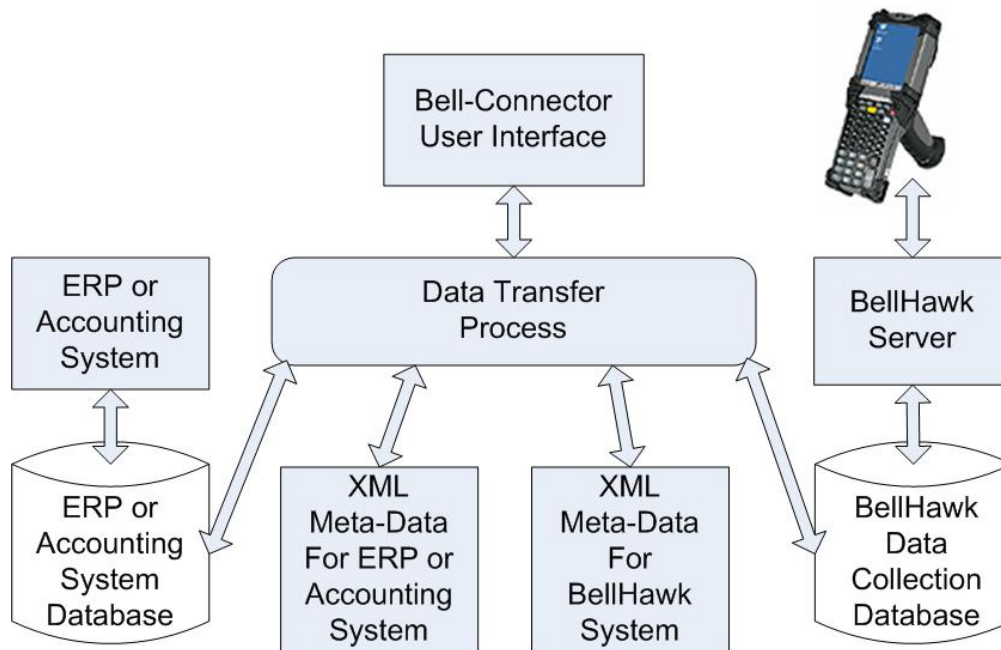 Bell-Connector
User Interface
ERP or
Accounting
System
Data Transfer
Process
BellHawk
Server
ERP or
Accounting
System
Database
XML
Meta-Data
For ERP or
Accounting
System
XML
Meta-Data
For
BellHawk
System
BellHawk
Data
Collection
Database